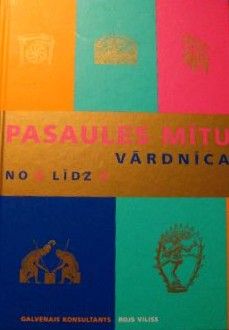 PASAULES MĪTU
VĀRDNĪCA
NO LĪDZ
GALVENAIS KONSULTANTS ROJS VILISS